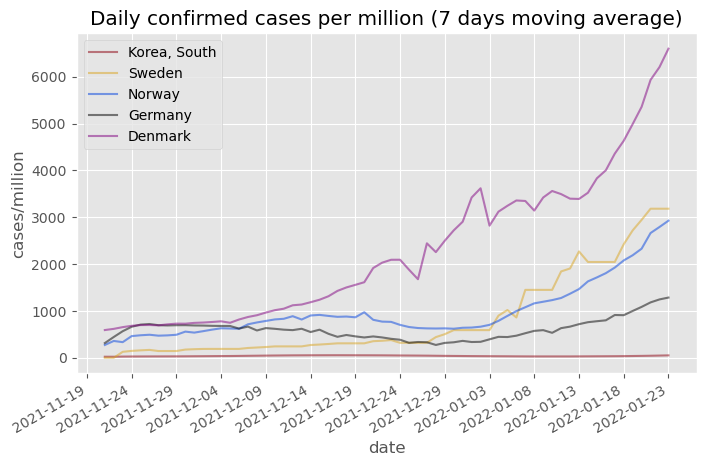 Daily confirmed cases per million (7 days moving average)
Korea, South
Sweden
Norway
Germany
Denmark
cases/million
6000
5000
4000
3000
2000
1000
0
2021-11-19
2021-11-24
2021-11-29
2021-12-04
2021-12-09
2021-12-14
2021-12-19
2021-12-24
2021-12-29
2022-01-03
2022-01-08
2022-01-13
2022-01-18
2022-01-23
date